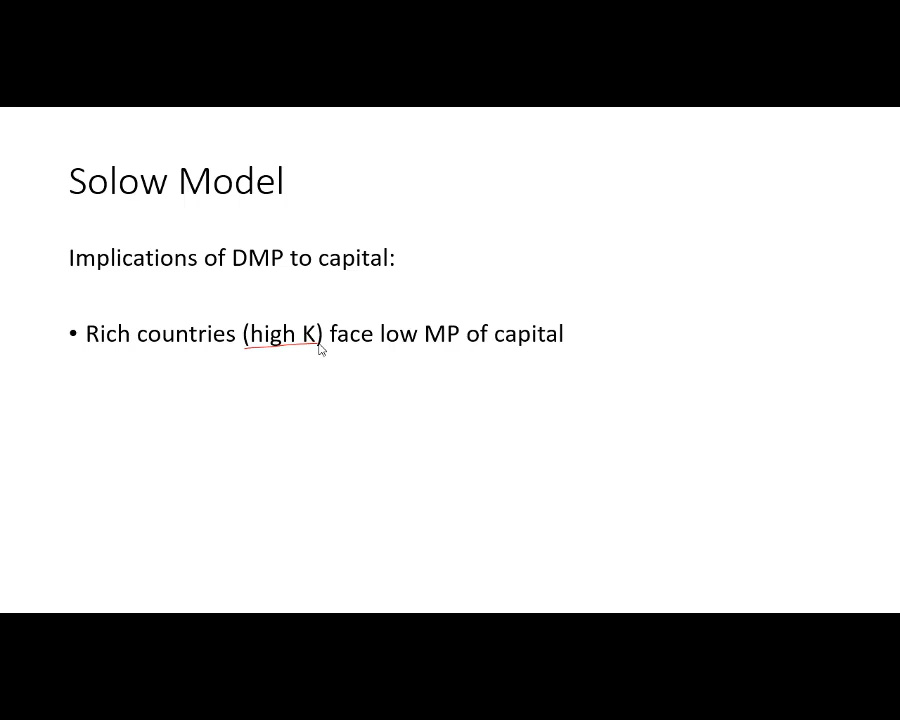 Solow Model
Implications of DMP to capital:
• Rich countries (high K) face low MP of capital